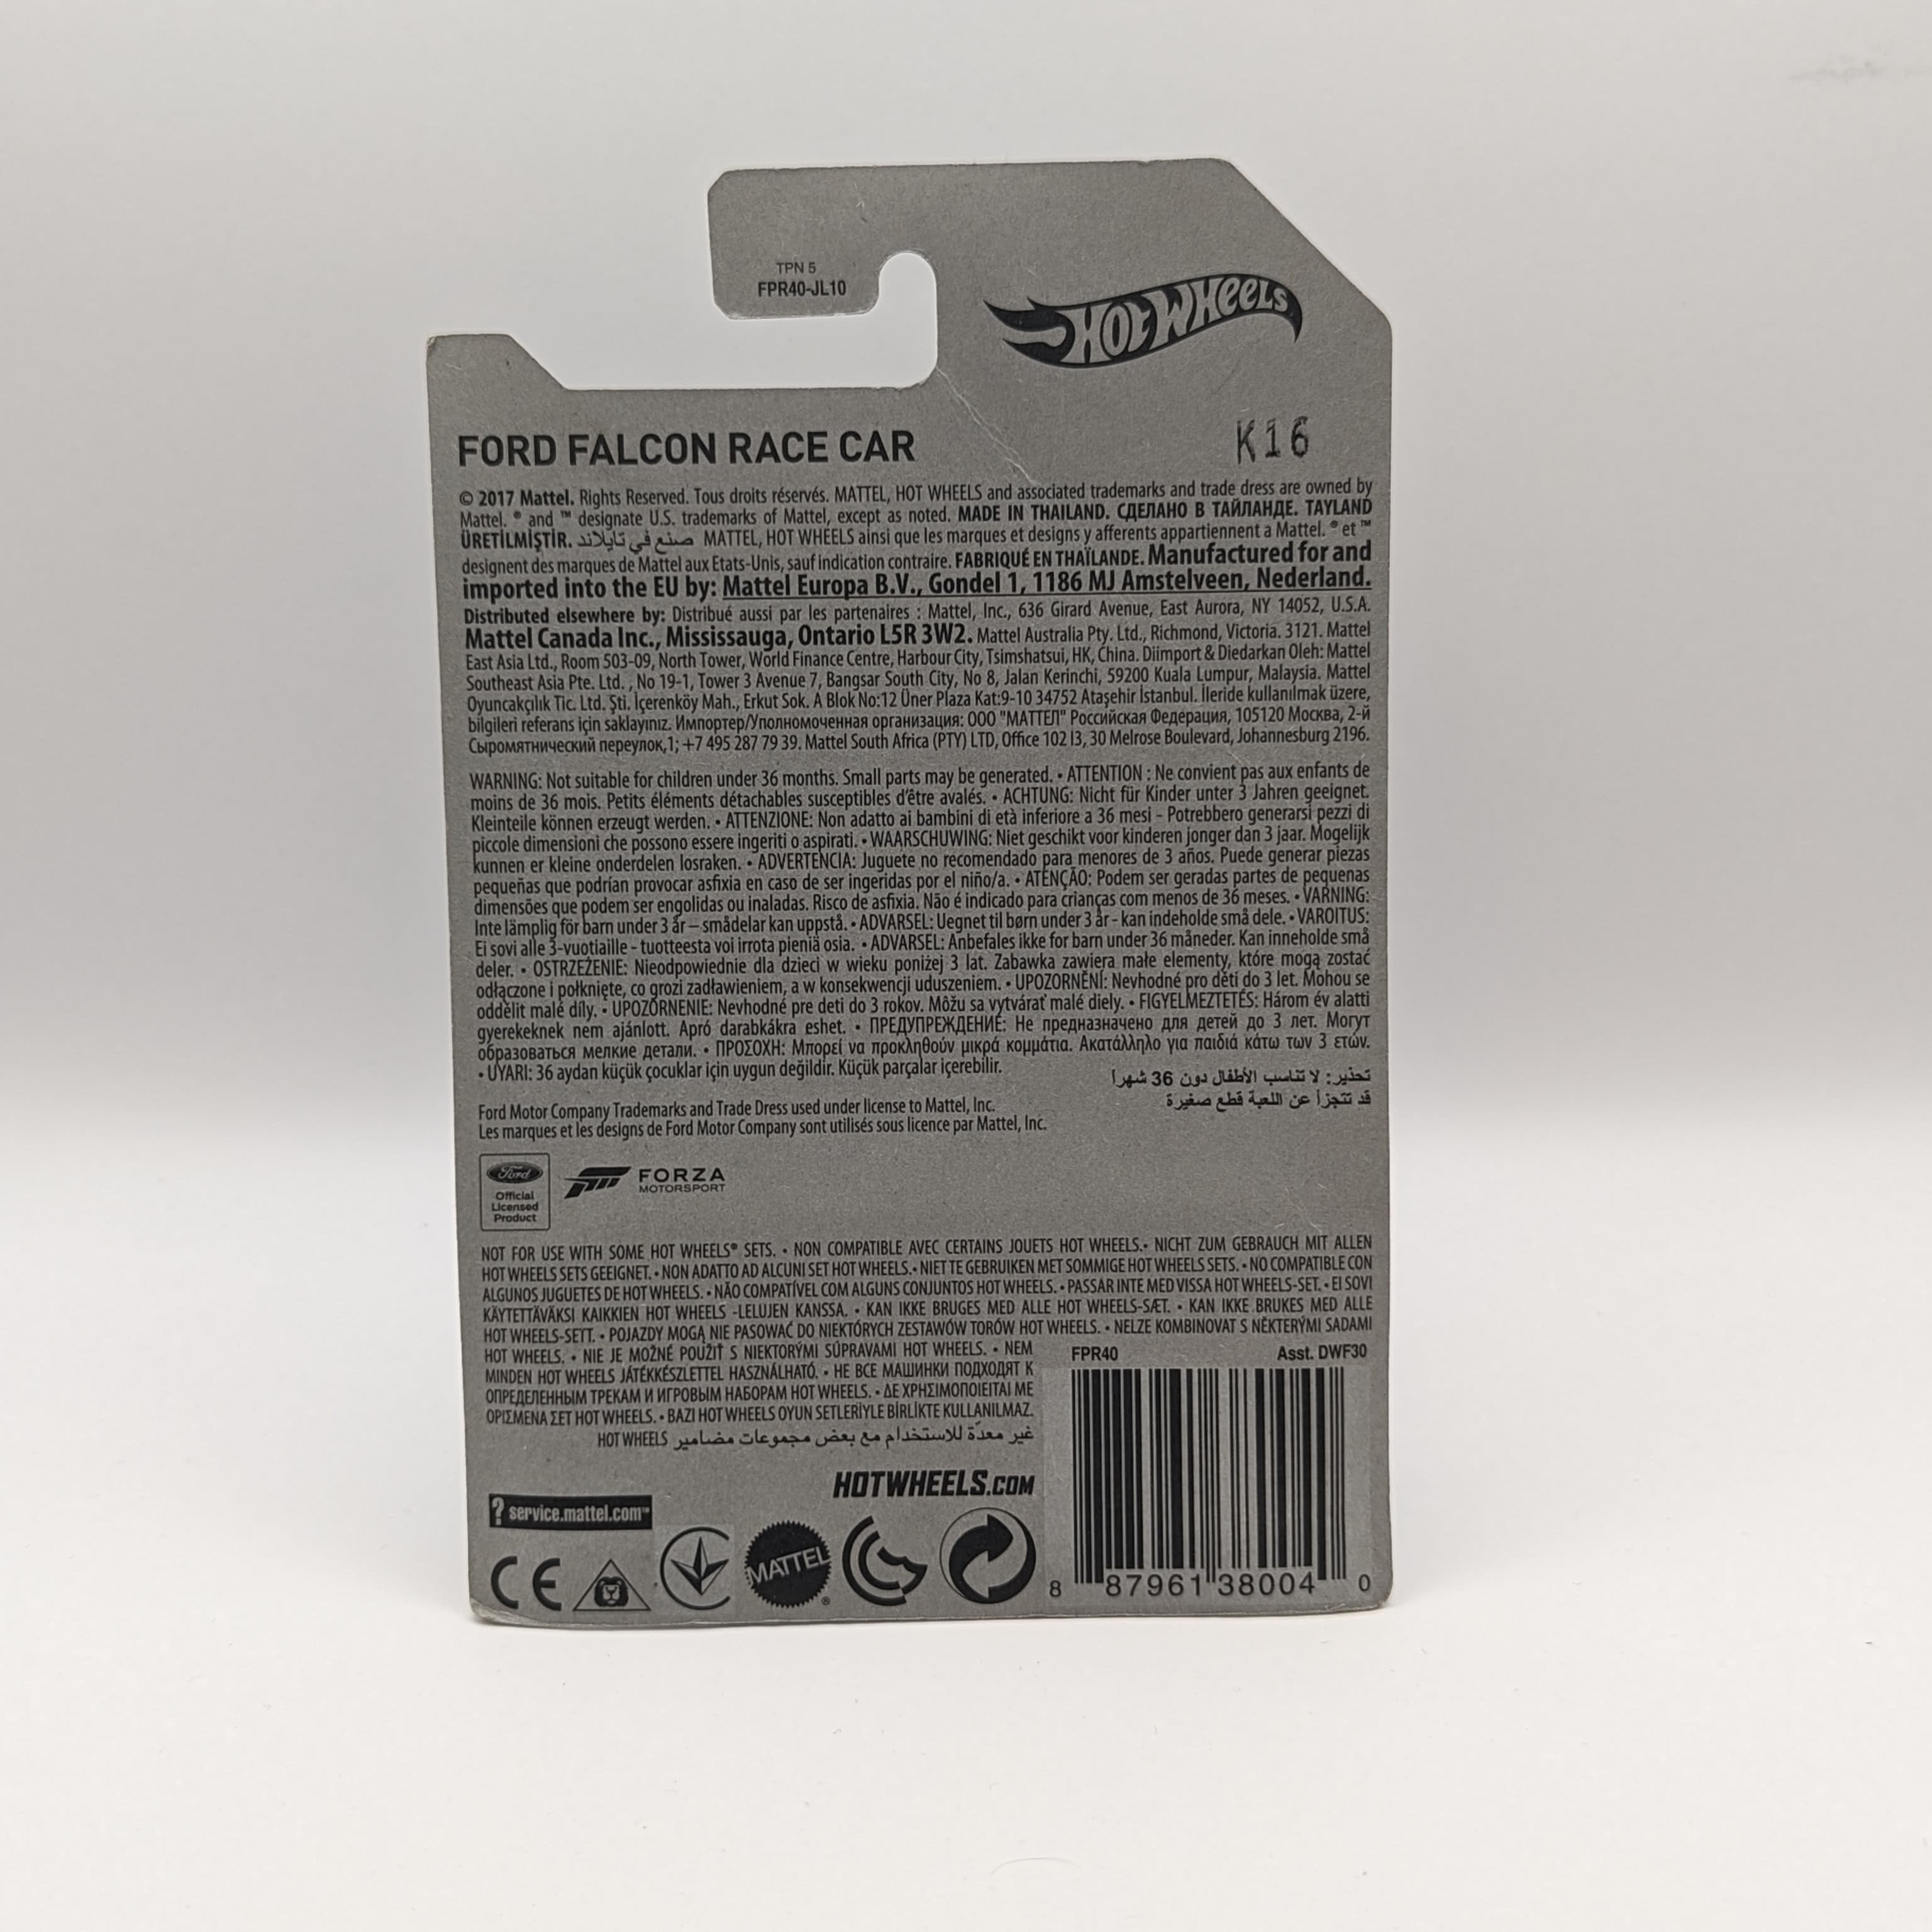 TPN 5
FPR40-JL10
HOT WHEELS
FORD FALCON RACE CAR
K16
© 2017 Mattel. Rights Reserved. Tous droits réservés. MATTEL, HOT WHEELS and associated trademarks and trade dress are owned by
Mattel. ® and ™ designate U.S. trademarks of Mattel, except as noted. MADE IN THAILAND. СДЕЛАНО В ТАЙЛАНДЕ. TAYLAND
ÜRETİLMİŞTİR. صنع في تايلاند MATTEL, HOT WHEELS ainsi que les marques et designs y afferents appartiennent a Mattel. ® et ™
designent des marques de Mattel aux Etats-Unis, sauf indication contraire. FABRIQUÉ EN THAÏLANDE. Manufactured for and
imported into the EU by: Mattel Europa B.V., Gondel 1, 1186 MJ Amstelveen, Nederland.
Distributed elsewhere by: Distribué aussi par les partenaires : Mattel, Inc., 636 Girard Avenue, East Aurora, NY 14052, U.S.A.
Mattel Canada Inc., Mississauga, Ontario L5R 3W2. Mattel Australia Pty. Ltd., Richmond, Victoria. 3121. Mattel
East Asia Ltd., Room 503-09, North Tower, World Finance Centre, Harbour City, Tsimshatsui, HK, China. Diimport & Diedarkan Oleh: Mattel
Southeast Asia Pte. Ltd. , No 19-1, Tower 3 Avenue 7, Bangsar South City, No 8, Jalan Kerinchi, 59200 Kuala Lumpur, Malaysia. Mattel
Oyuncakçılık Tic. Ltd. Şti. İçerenköy Mah., Erkut Sok. A Blok No:12 Üner Plaza Kat:9-10 34752 Ataşehir İstanbul. İleride kullanılmak üzere,
bilgileri referans için saklayınız. Импортер/Уполномоченная организация: ООО "МАТТЕЛ" Российская Федерация, 105120 Москва, 2-й
Сыромятнический переулок,1; +7 495 287 79 39. Mattel South Africa (PTY) LTD, Office 102 I3, 30 Melrose Boulevard, Johannesburg 2196.
WARNING: Not suitable for children under 36 months. Small parts may be generated. • ATTENTION : Ne convient pas aux enfants de
moins de 36 mois. Petits éléments détachables susceptibles d'être avalés. • ACHTUNG: Nicht für Kinder unter 3 Jahren geeignet.
Kleinteile können erzeugt werden. • ATTENZIONE: Non adatto ai bambini di età inferiore a 36 mesi - Potrebbero generarsi pezzi di
piccole dimensioni che possono essere ingeriti o aspirati. • WAARSCHUWING: Niet geschikt voor kinderen jonger dan 3 jaar. Mogelijk
kunnen er kleine onderdelen losraken. • ADVERTENCIA: Juguete no recomendado para menores de 3 años. Puede generar piezas
pequeñas que podrían provocar asfixia en caso de ser ingeridas por el niño/a. • ATENÇÃO: Podem ser geradas partes de pequenas
dimensões que podem ser engolidas ou inaladas. Risco de asfixia. Não é indicado para crianças com menos de 36 meses. • VARNING:
Inte lämplig för barn under 3 år – smådelar kan uppstå. • ADVARSEL: Uegnet til børn under 3 år - kan indeholde små dele. • VAROITUS:
Ei sovi alle 3-vuotiaille - tuotteesta voi irrota pieniä osia. • ADVARSEL: Anbefales ikke for barn under 36 måneder. Kan inneholde små
deler. • OSTRZEŻENIE: Nieodpowiednie dla dzieci w wieku poniżej 3 lat. Zabawka zawiera małe elementy, które mogą zostać
odłączone i połknięte, co grozi zadławieniem, a w konsekwencji uduszeniem. • UPOZORNĚNÍ: Nevhodné pro děti do 3 let. Mohou se
oddělit malé díly. • UPOZORNENIE: Nevhodné pre deti do 3 rokov. Môžu sa vytvárať malé diely. • FIGYELMEZTETÉS: Három év alatti
gyerekeknek nem ajánlott. Apró darabkákra eshet. • ПРЕДУПРЕЖДЕНИЕ: Не предназначено для детей до 3 лет. Могут
образоваться мелкие детали. • ΠΡΟΣΟΧΗ: Μπορεί να προκληθούν μικρά κομμάτια. Ακατάλληλο για παιδιά κάτω των 3 ετών.
• UYARI: 36 aydan küçük çocuklar için uygun değildir. Küçük parçalar içerebilir.
تحذير: لا تناسب الأطفال دون 36 شهراً
قد تتجزأ عن اللعبة قطع صغيرة
Ford Motor Company Trademarks and Trade Dress used under license to Mattel, Inc.
Les marques et les designs de Ford Motor Company sont utilisés sous licence par Mattel, Inc.
Ford
Official
Licensed
Product
FORZA
MOTORSPORT
NOT FOR USE WITH SOME HOT WHEELS® SETS. • NON COMPATIBLE AVEC CERTAINS JOUETS HOT WHEELS.• NICHT ZUM GEBRAUCH MIT ALLEN
HOT WHEELS SETS GEEIGNET. • NON ADATTO AD ALCUNI SET HOT WHEELS.• NIET TE GEBRUIKEN MET SOMMIGE HOT WHEELS SETS. • NO COMPATIBLE CON
ALGUNOS JUGUETES DE HOT WHEELS. • NÃO COMPATÍVEL COM ALGUNS CONJUNTOS HOT WHEELS. • PASSAR INTE MED VISSA HOT WHEELS-SET. • EI SOVI
KÄYTETTÄVÄKSI KAIKKIEN HOT WHEELS -LELUJEN KANSSA. • KAN IKKE BRUGES MED ALLE HOT WHEELS-SÆT. • KAN IKKE BRUKES MED ALLE
HOT WHEELS-SETT. • POJAZDY MOGĄ NIE PASOWAĆ DO NIEKTÓRYCH ZESTAWÓW TORÓW HOT WHEELS. • NELZE KOMBINOVAT S NĚKTERÝMI SADAMI
HOT WHEELS. • NIE JE MOŽNÉ POUŽIŤ S NIEKTORÝMI SÚPRAVAMI HOT WHEELS. • NEM
MINDEN HOT WHEELS JÁTÉKKÉSZLETTEL HASZNÁLHATÓ. • НЕ ВСЕ МАШИНКИ ПОДХОДЯТ К
ОПРЕДЕЛЕННЫМ ТРЕКАМ И ИГРОВЫМ НАБОРАМ HOT WHEELS. • ΔΕ ΧΡΗΣΙΜΟΠΟΙΕΙΤΑΙ ΜΕ
ΟΡΙΣΜΕΝΑ ΣΕΤ HOT WHEELS. • BAZI HOT WHEELS OYUN SETLERİYLE BİRLİKTE KULLANILMAZ.
غير معدّة للاستخدام مع بعض مجموعات مضامير HOT WHEELS
FPR40 Asst. DWF30
HOTWHEELS.COM
? service.mattel.com™
CE
MATTEL®
8 87961 38004 0